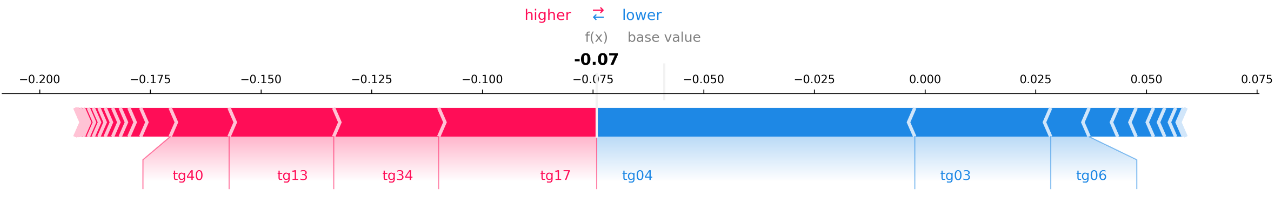 higher ⇄ lower
f(x) base value
-0.07
−0.200 −0.175 −0.150 −0.125 −0.100 −0.075 −0.050 −0.025 0.000 0.025 0.050 0.075
tg40 tg13 tg34 tg17 tg04 tg03 tg06